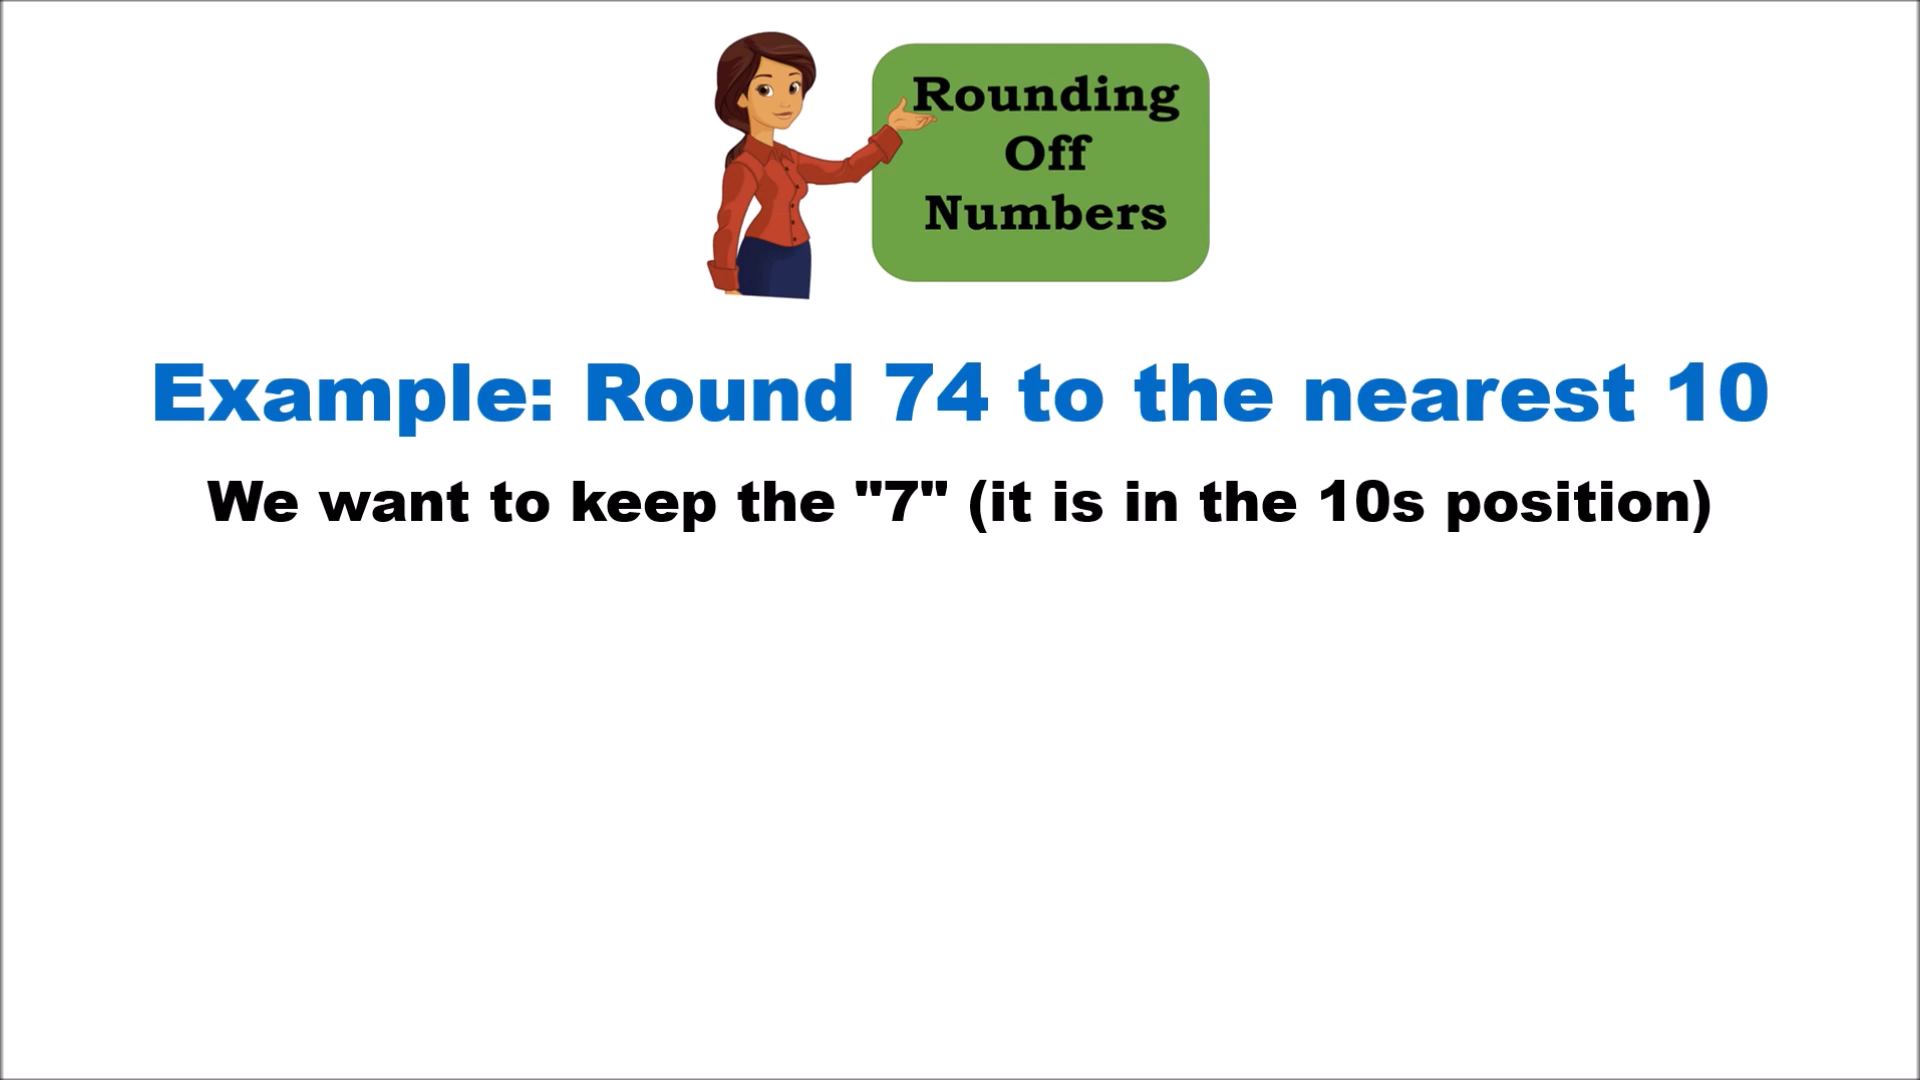 Rounding
Off
Numbers
Example: Round 74 to the nearest 10
We want to keep the "7" (it is in the 10s position)